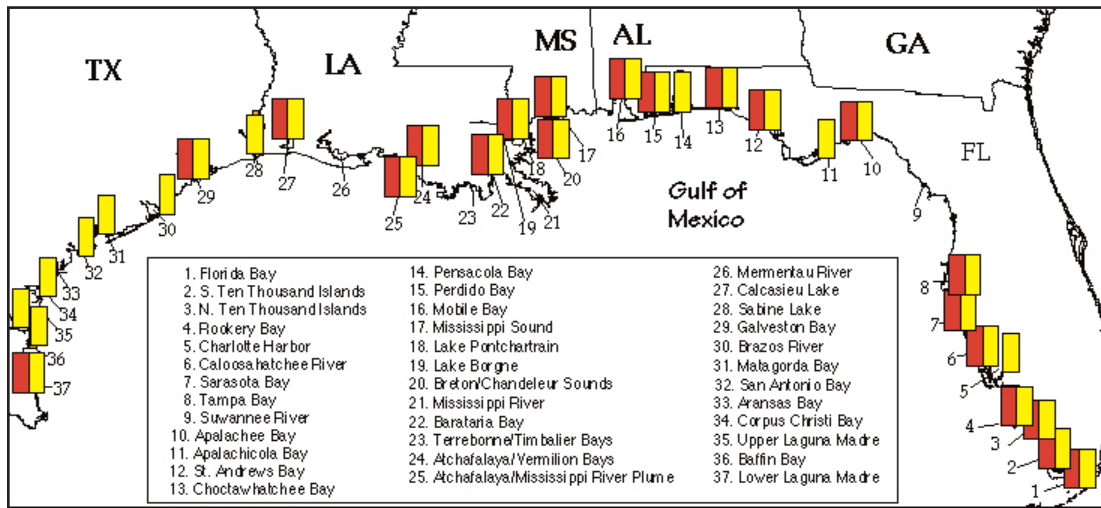 TX
LA
MS
AL
GA
FL
Gulf of
Mexico
1
2
3
4
5
6
7
8
9
10
11
12
13
14
15
16
17
18
19
20
21
22
23
24
25
26
27
28
29
30
31
32
33
34
35
36
37
1. Florida Bay
2. S. Ten Thousand Islands
3. N. Ten Thousand Islands
4. Rookery Bay
5. Charlotte Harbor
6. Caloosahatchee River
7. Sarasota Bay
8. Tampa Bay
9. Suwannee River
10. Apalachee Bay
11. Apalachicola Bay
12. St. Andrews Bay
13. Choctawhatchee Bay
14. Pensacola Bay
15. Perdido Bay
16. Mobile Bay
17. Mississippi Sound
18. Lake Pontchartrain
19. Lake Borgne
20. Breton/Chandeleur Sounds
21. Mississippi River
22. Barataria Bay
23. Terrebonne/Timbalier Bays
24. Atchafalaya/Vermilion Bays
25. Atchafalaya/Mississippi River Plume
26. Mermentau River
27. Calcasieu Lake
28. Sabine Lake
29. Galveston Bay
30. Brazos River
31. Matagorda Bay
32. San Antonio Bay
33. Aransas Bay
34. Corpus Christi Bay
35. Upper Laguna Madre
36. Baffin Bay
37. Lower Laguna Madre